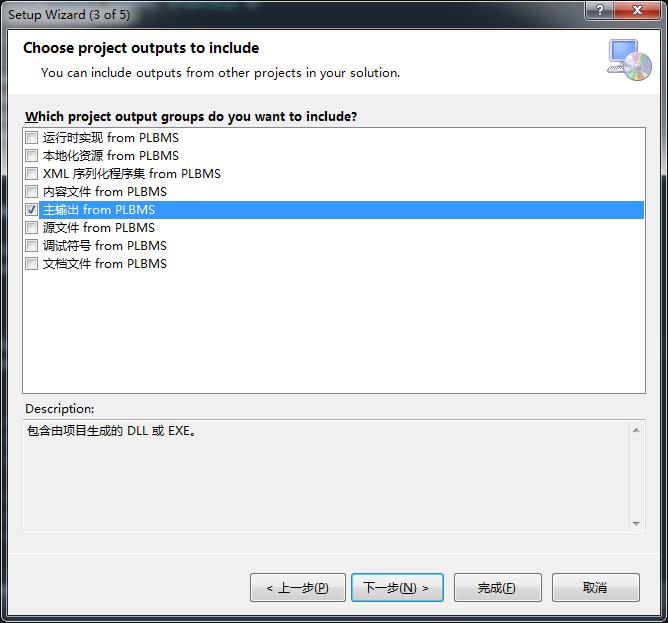 Setup Wizard (3 of 5)
?
Choose project outputs to include
You can include outputs from other projects in your solution.
Which project output groups do you want to include?
运行时实现 from PLBMS
本地化资源 from PLBMS
XML 序列化程序集 from PLBMS
内容文件 from PLBMS
主输出 from PLBMS
源文件 from PLBMS
调试符号 from PLBMS
文档文件 from PLBMS
Description:
包含由项目生成的 DLL 或 EXE。
< 上一步(P) 下一步(N) > 完成(F) 取消